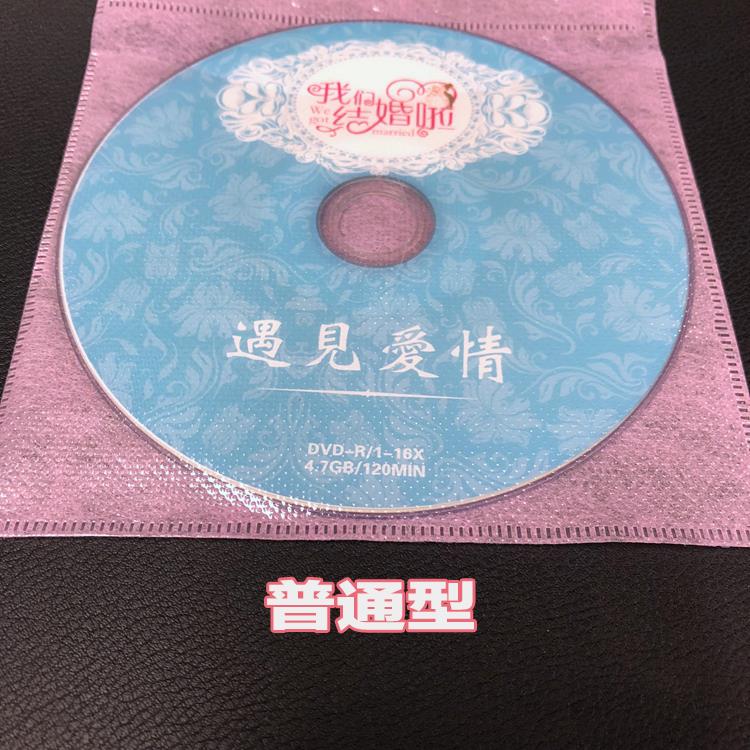 我们
We
got
结婚啦
married
遇見愛情
DVD-R/1-16X
4.7GB/120MIN
普通型